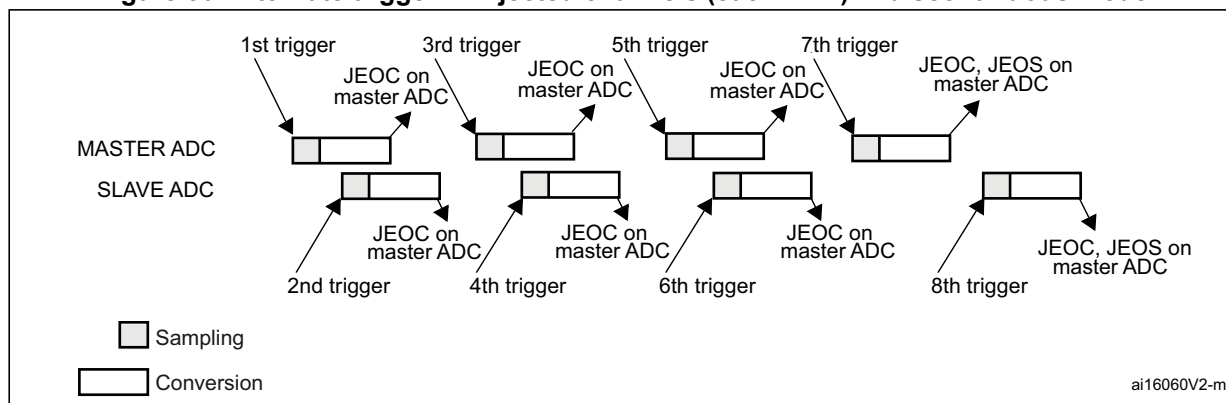 1st trigger
3rd trigger
5th trigger
7th trigger
JEOC on
master ADC
JEOC on
master ADC
JEOC on
master ADC
JEOC, JEOS on
master ADC
MASTER ADC
SLAVE ADC
JEOC on
master ADC
JEOC on
master ADC
JEOC on
master ADC
JEOC, JEOS on
master ADC
2nd trigger
4th trigger
6th trigger
8th trigger
Sampling
Conversion
ai16060V2-m